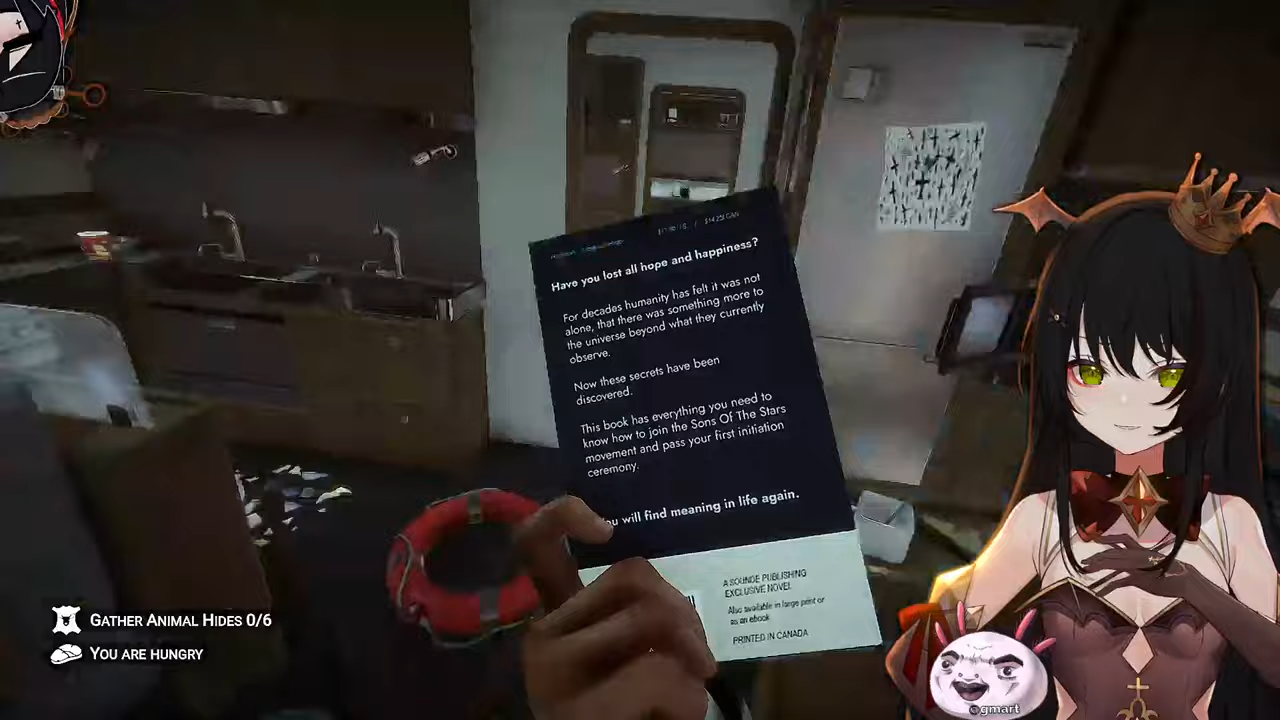 Have you lost all hope and happiness?
For decades humanity has felt it was not
alone, that there was something more to
the universe beyond what they currently
observe.
Now these secrets have been
discovered.
This book has everything you need to
know how to join the Sons Of The Stars
movement and pass your first initiation
ceremony.
will find meaning in life again.
A SOUNDE PUBLISHING
EXCLUSIVE NOVEL
Also available in large print or
as an ebook
PRINTED IN CANADA
GATHER ANIMAL HIDES 0/6
YOU ARE HUNGRY
@gmart